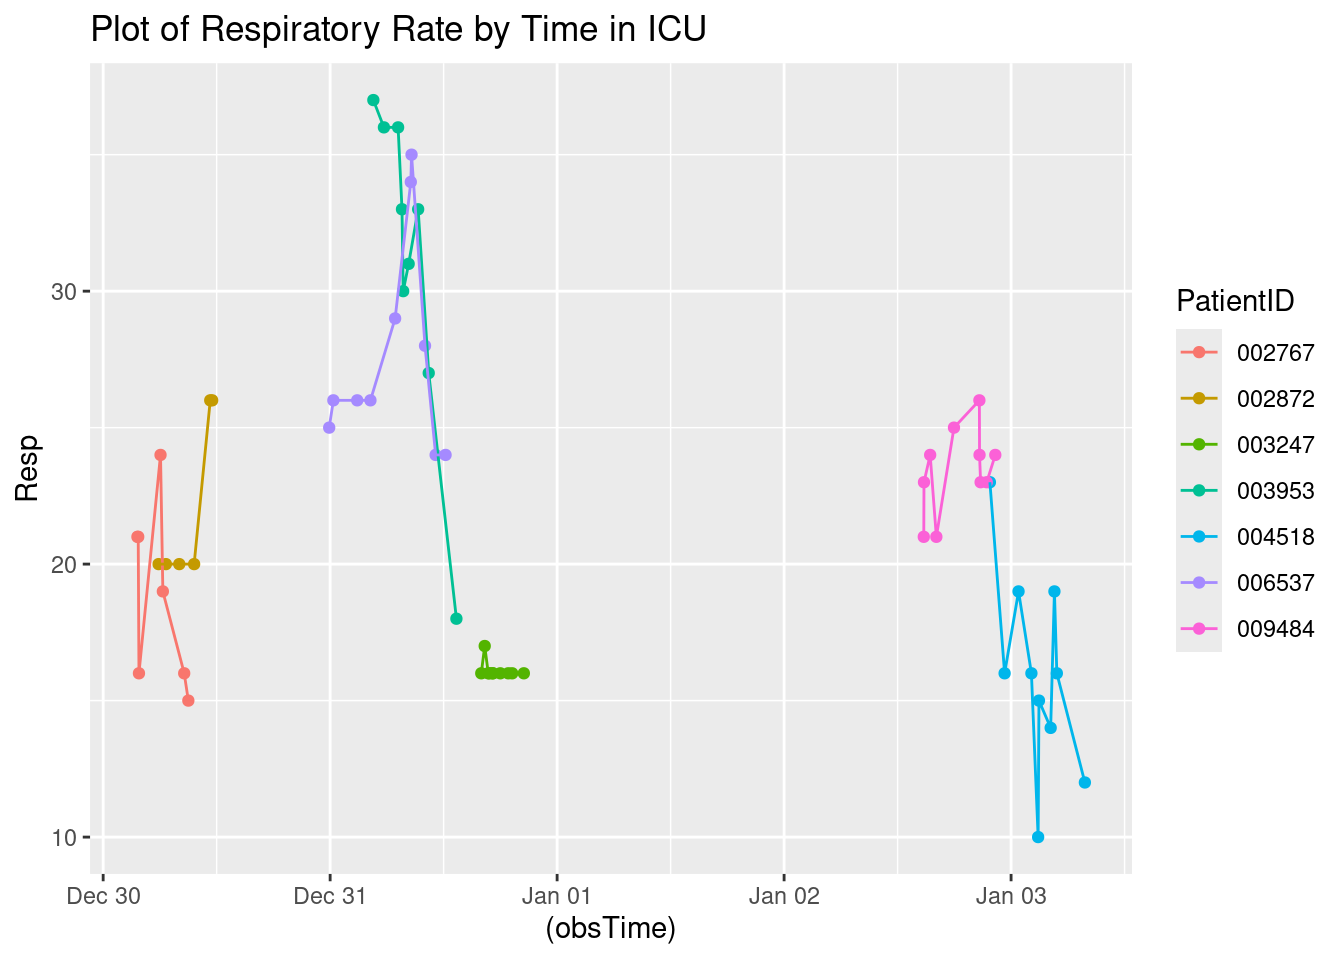 Plot of Respiratory Rate by Time in ICU
Resp
30
20
10
Dec 30 Dec 31 Jan 01 Jan 02 Jan 03
(obsTime)
PatientID
002767
002872
003247
003953
004518
006537
009484